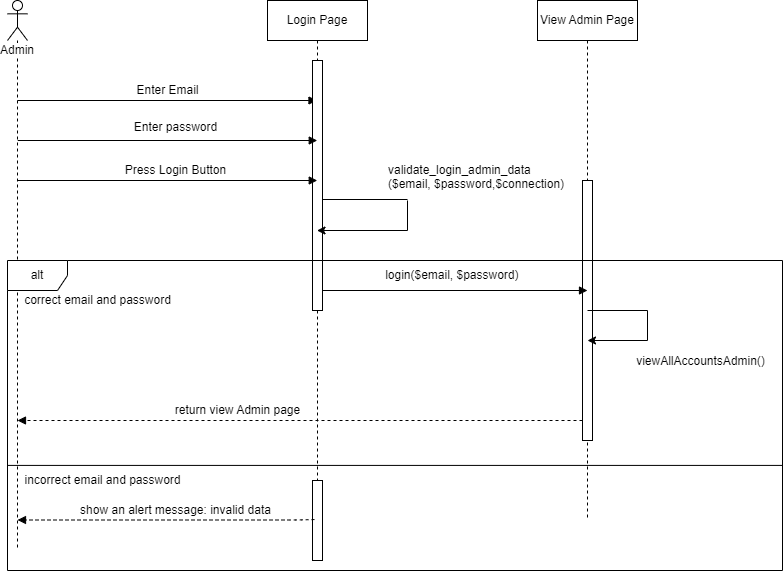 Login Page
View Admin Page
Admin
Enter Email
Enter password
Press Login Button
validate_login_admin_data
($email, $password,$connection)
alt
login($email, $password)
correct email and password
viewAllAccountsAdmin()
return view Admin page
incorrect email and password
show an alert message: invalid data